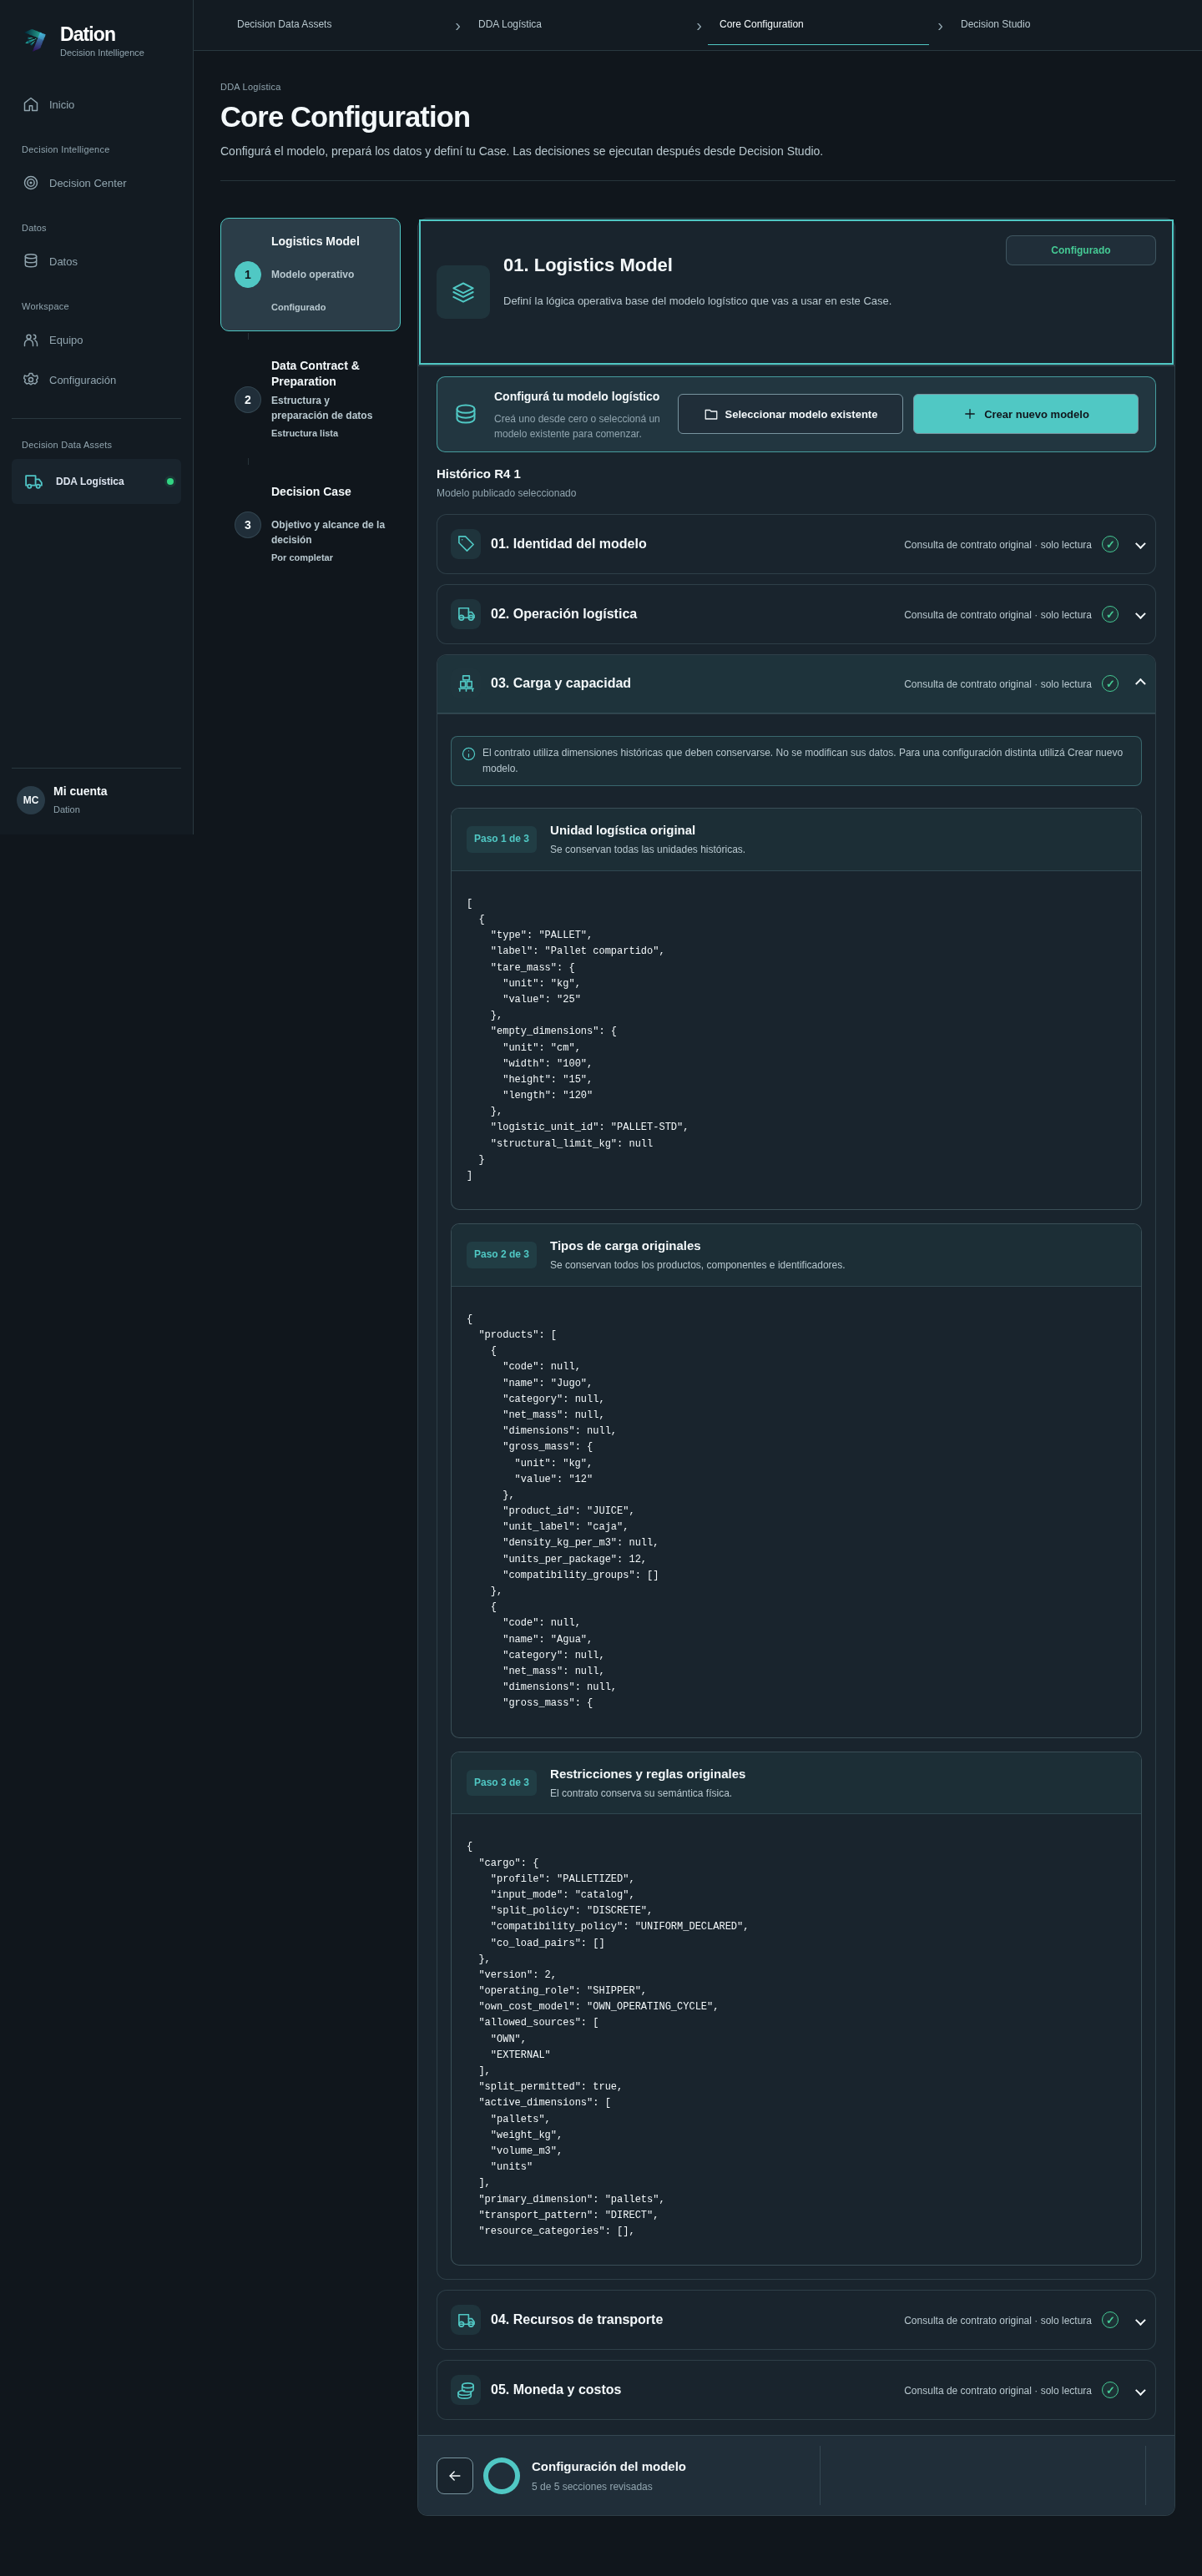 Dation
Decision Intelligence
Inicio
Decision Intelligence
Decision Center
Datos
Datos
Workspace
Equipo
Configuración
Decision Data Assets
DDA Logística
MC
Mi cuenta
Dation
Decision Data Assets
DDA Logística
Core Configuration
Decision Studio
DDA Logística
Core Configuration
Configurá el modelo, prepará los datos y definí tu Case. Las decisiones se ejecutan después desde Decision Studio.
Logistics Model
1
Modelo operativo
Configurado
Data Contract &
Preparation
2
Estructura y
preparación de datos
Estructura lista
Decision Case
3
Objetivo y alcance de la
decisión
Por completar
01. Logistics Model
Definí la lógica operativa base del modelo logístico que vas a usar en este Case.
Configurado
Configurá tu modelo logístico
Creá uno desde cero o seleccioná un
modelo existente para comenzar.
Seleccionar modelo existente
Crear nuevo modelo
Histórico R4 1
Modelo publicado seleccionado
01. Identidad del modelo
Consulta de contrato original · solo lectura
02. Operación logística
Consulta de contrato original · solo lectura
03. Carga y capacidad
Consulta de contrato original · solo lectura
El contrato utiliza dimensiones históricas que deben conservarse. No se modifican sus datos. Para una configuración distinta utilizá Crear nuevo
modelo.
Paso 1 de 3
Unidad logística original
Se conservan todas las unidades históricas.
[
  {
    "type": "PALLET",
    "label": "Pallet compartido",
    "tare_mass": {
      "unit": "kg",
      "value": "25"
    },
    "empty_dimensions": {
      "unit": "cm",
      "width": "100",
      "height": "15",
      "length": "120"
    },
    "logistic_unit_id": "PALLET-STD",
    "structural_limit_kg": null
  }
]
Paso 2 de 3
Tipos de carga originales
Se conservan todos los productos, componentes e identificadores.
{
  "products": [
    {
      "code": null,
      "name": "Jugo",
      "category": null,
      "net_mass": null,
      "dimensions": null,
      "gross_mass": {
        "unit": "kg",
        "value": "12"
      },
      "product_id": "JUICE",
      "unit_label": "caja",
      "density_kg_per_m3": null,
      "units_per_package": 12,
      "compatibility_groups": []
    },
    {
      "code": null,
      "name": "Agua",
      "category": null,
      "net_mass": null,
      "dimensions": null,
      "gross_mass": {
Paso 3 de 3
Restricciones y reglas originales
El contrato conserva su semántica física.
{
  "cargo": {
    "profile": "PALLETIZED",
    "input_mode": "catalog",
    "split_policy": "DISCRETE",
    "compatibility_policy": "UNIFORM_DECLARED",
    "co_load_pairs": []
  },
  "version": 2,
  "operating_role": "SHIPPER",
  "own_cost_model": "OWN_OPERATING_CYCLE",
  "allowed_sources": [
    "OWN",
    "EXTERNAL"
  ],
  "split_permitted": true,
  "active_dimensions": [
    "pallets",
    "weight_kg",
    "volume_m3",
    "units"
  ],
  "primary_dimension": "pallets",
  "transport_pattern": "DIRECT",
  "resource_categories": [],
04. Recursos de transporte
Consulta de contrato original · solo lectura
05. Moneda y costos
Consulta de contrato original · solo lectura
Configuración del modelo
5 de 5 secciones revisadas